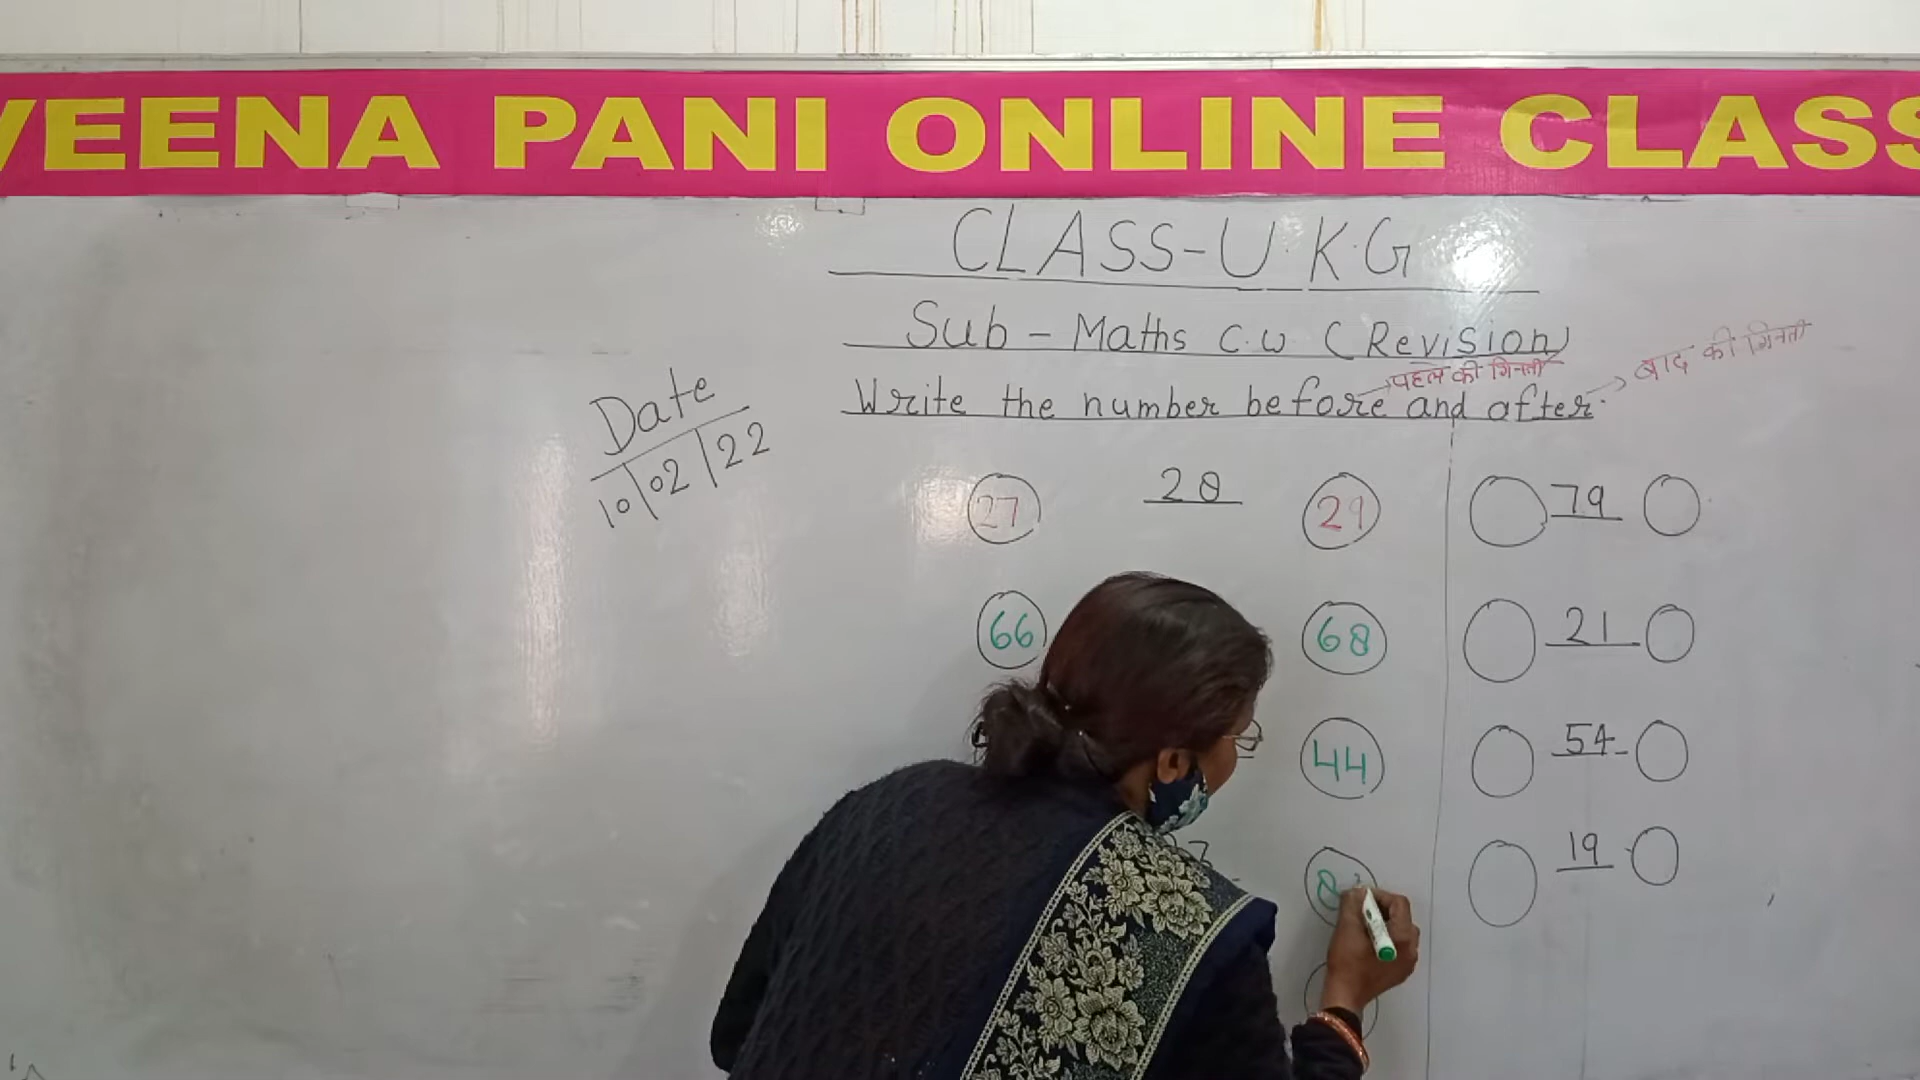 VEENA PANI ONLINE CLASS
CLASS-U.K.G
Sub - Maths C.W (Revision)
पहले की गिनती
बाद की गिनती
Write the number before and after.
Date
10/02/22
27 28 29
79
66 68
21
44
54
8
19